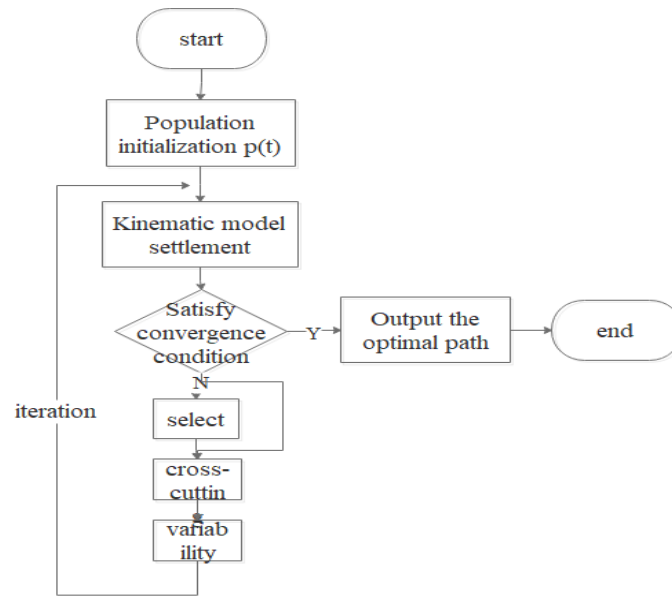 start
Population
initialization p(t)
Kinematic model
settlement
Satisfy
convergence
condition
Y
Output the
optimal path
end
N
iteration
select
cross-
cuttin
variab
ility